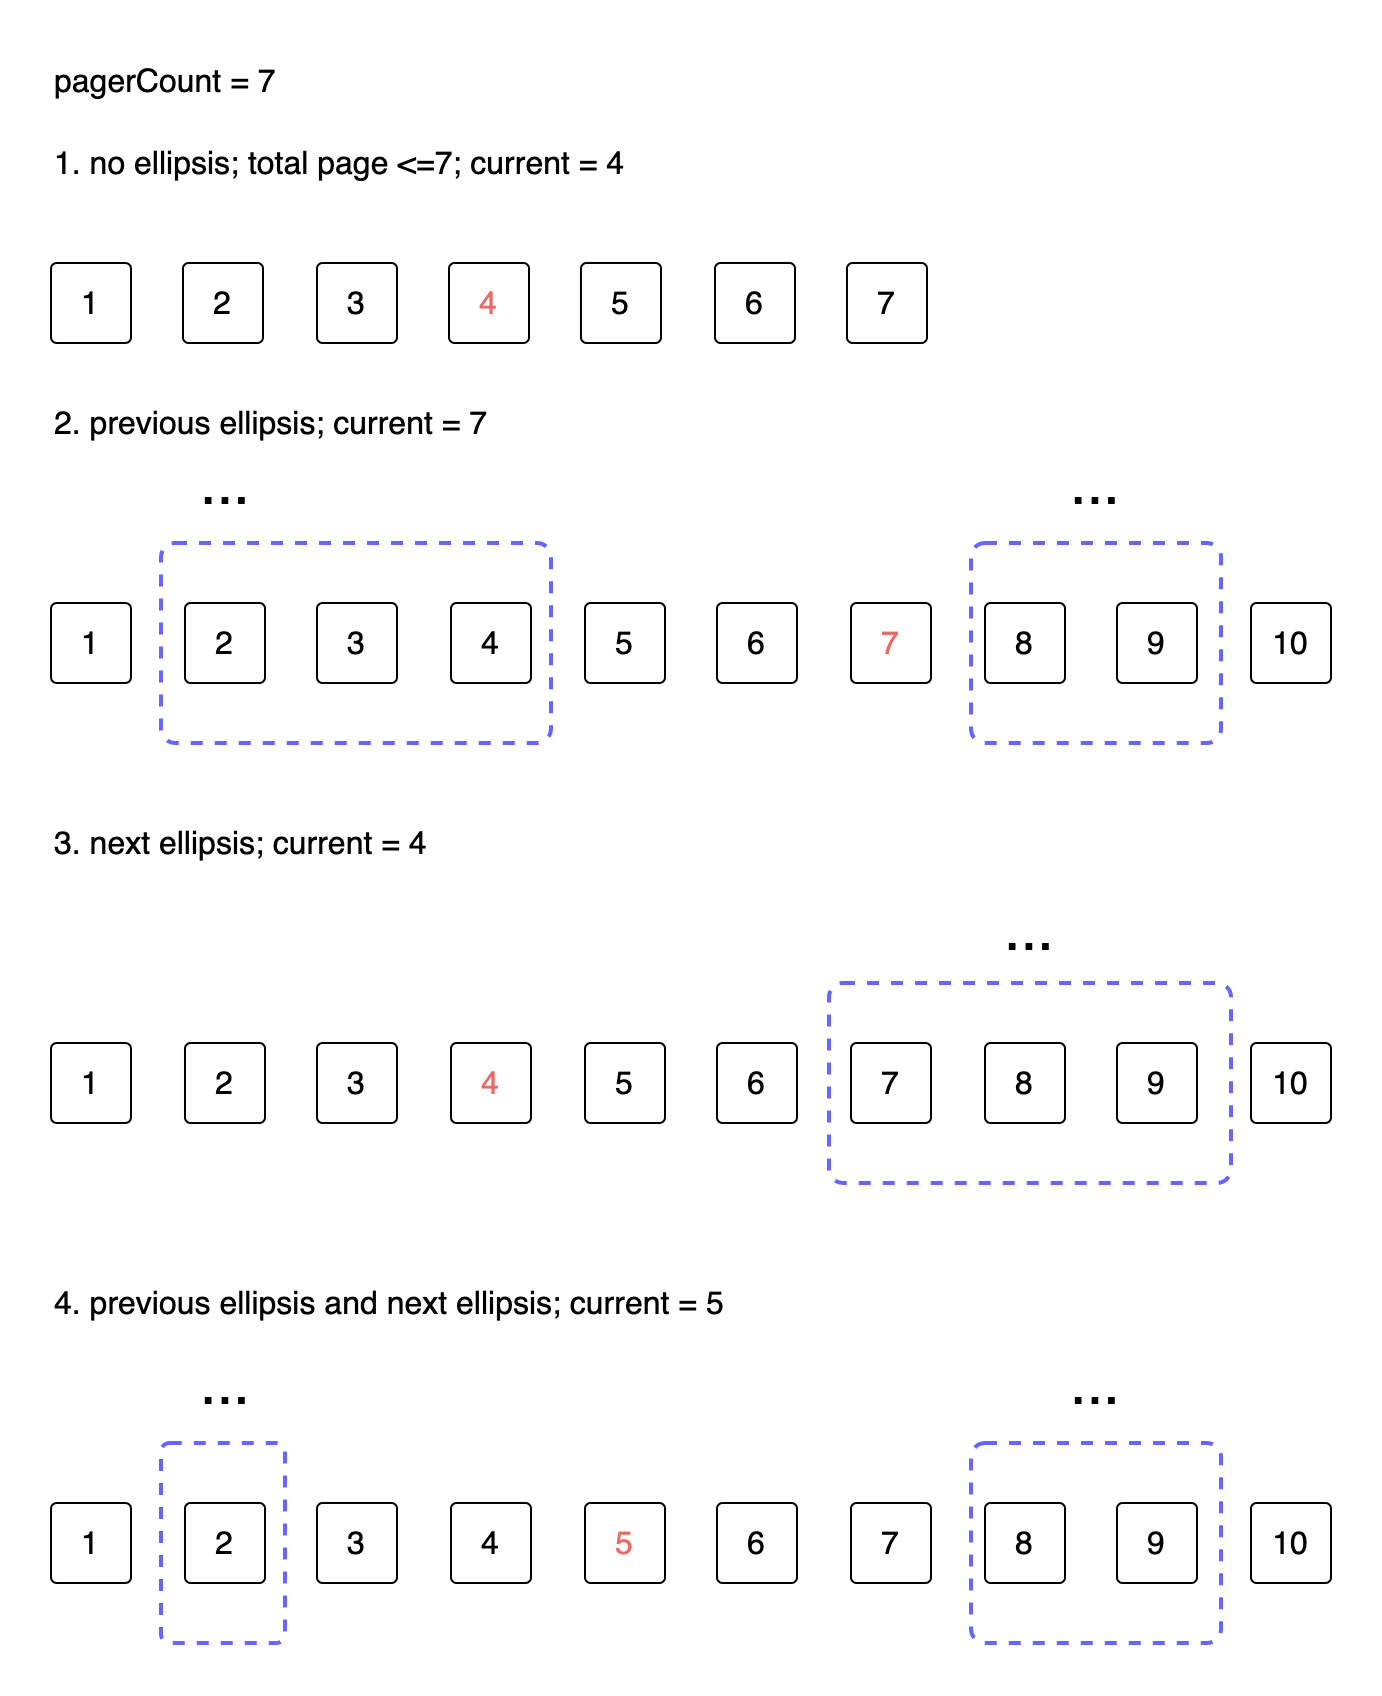 pagerCount = 7
1. no ellipsis; total page <=7; current = 4
1 2 3 4 5 6 7
2. previous ellipsis; current = 7
... ...
1 2 3 4 5 6 7 8 9 10
3. next ellipsis; current = 4
...
1 2 3 4 5 6 7 8 9 10
4. previous ellipsis and next ellipsis; current = 5
... ...
1 2 3 4 5 6 7 8 9 10